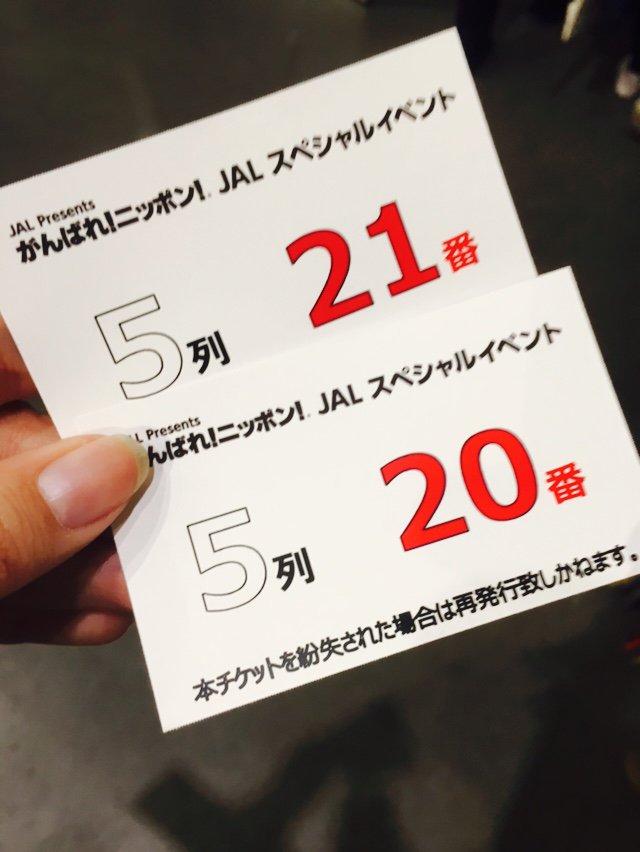 JAL Presents
がんばれ!ニッポン!® JAL スペシャルイベント
5列 21番
Presents
んばれ!ニッポン!® JAL スペシャルイベント
5列 20番
本チケットを紛失された場合は再発行致しかねます。